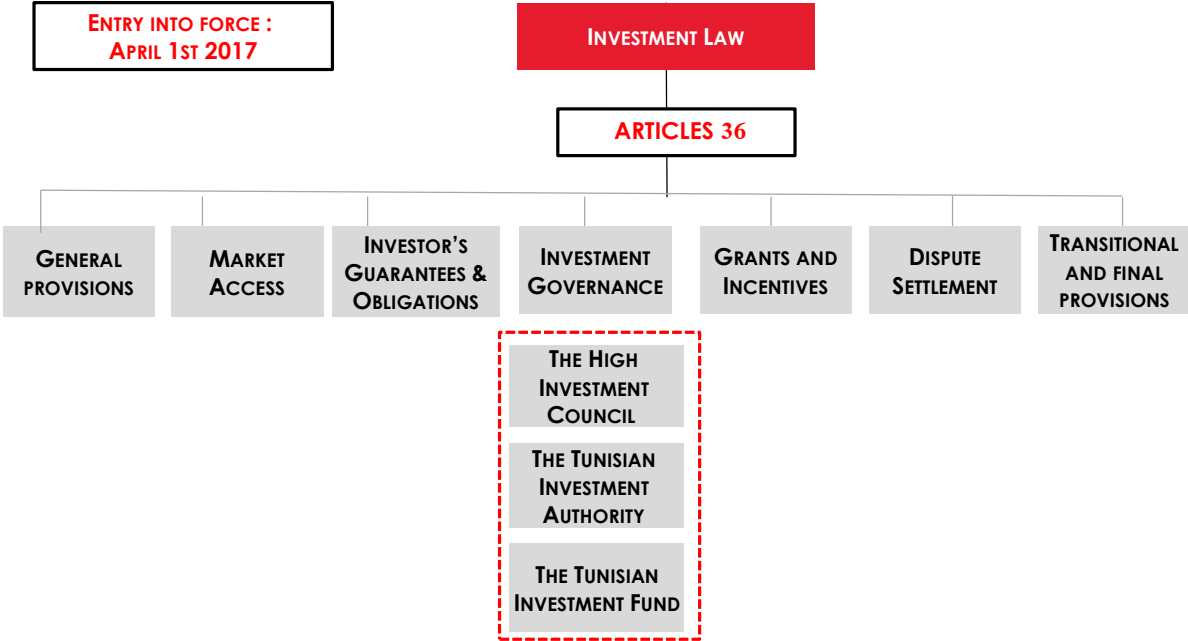 ENTRY INTO FORCE :
APRIL 1ST 2017
INVESTMENT LAW
ARTICLES 36
GENERAL
PROVISIONS
MARKET
ACCESS
INVESTOR’S
GUARANTEES &
OBLIGATIONS
INVESTMENT
GOVERNANCE
GRANTS AND
INCENTIVES
DISPUTE
SETTLEMENT
TRANSITIONAL
AND FINAL
PROVISIONS
THE HIGH
INVESTMENT
COUNCIL
THE TUNISIAN
INVESTMENT
AUTHORITY
THE TUNISIAN
INVESTMENT FUND